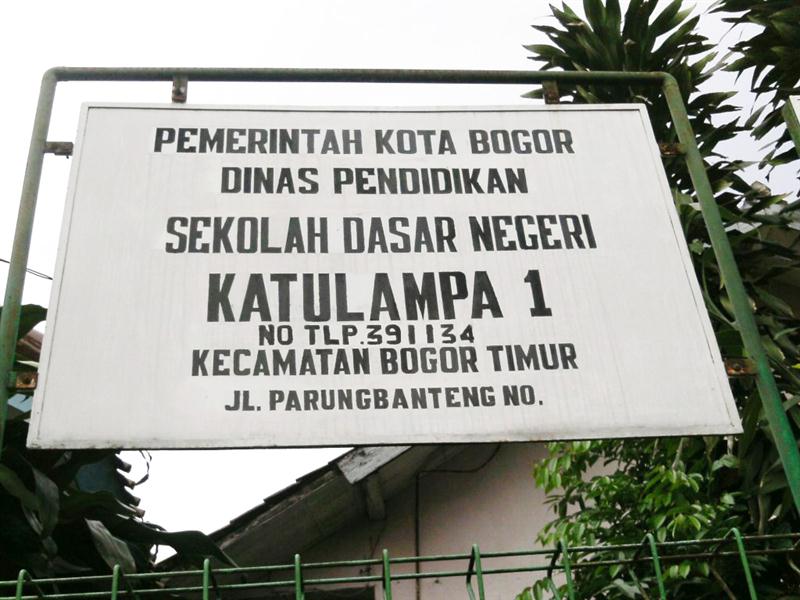 PEMERINTAH KOTA BOGOR
DINAS PENDIDIKAN
SEKOLAH DASAR NEGERI
KATULAMPA 1
NO TLP.391134
KECAMATAN BOGOR TIMUR
JL. PARUNGBANTENG NO.